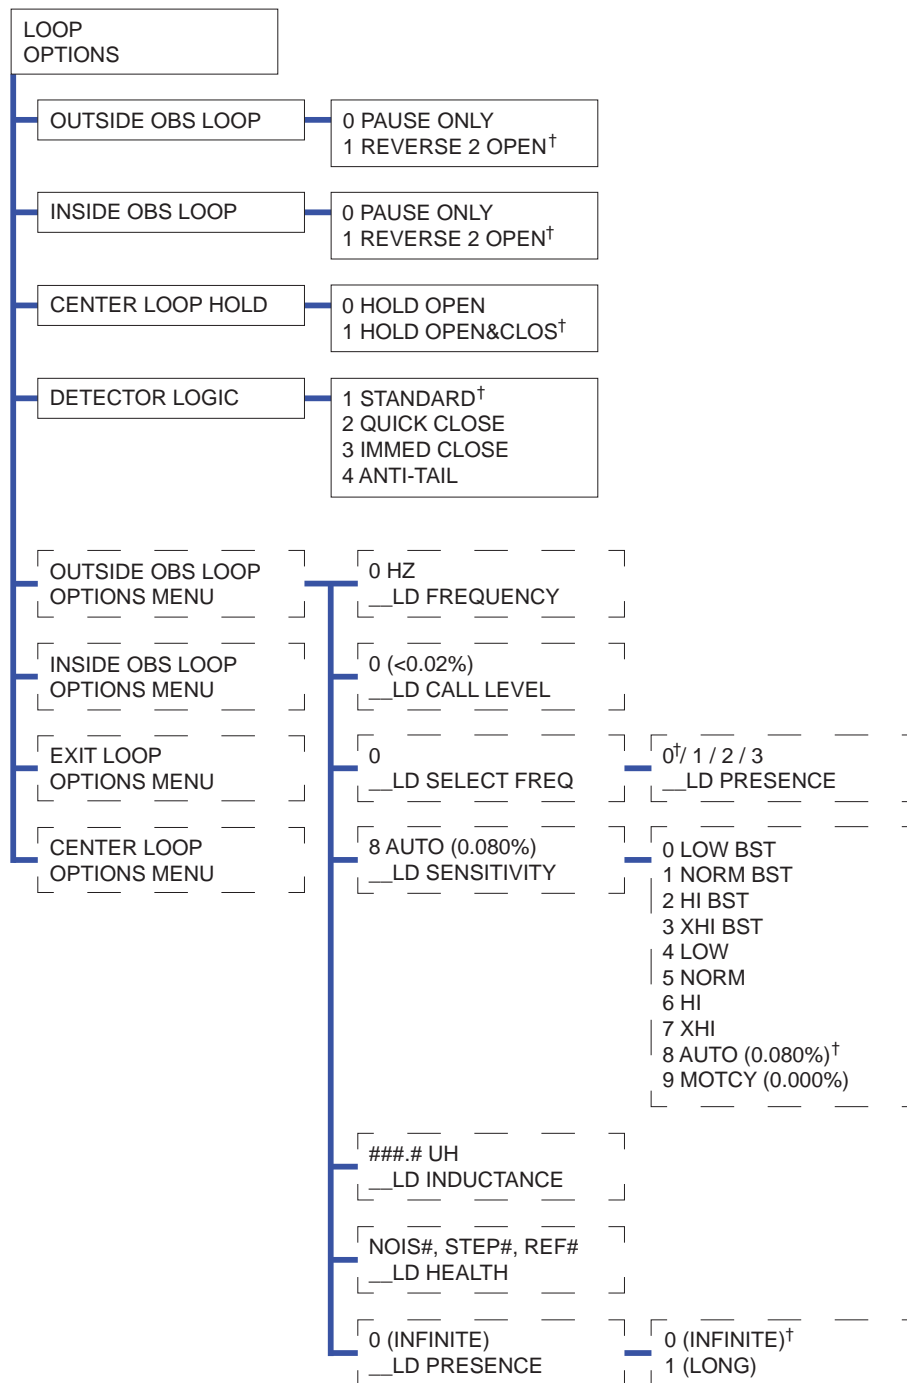 LOOP
OPTIONS
OUTSIDE OBS LOOP
0 PAUSE ONLY
1 REVERSE 2 OPEN†
INSIDE OBS LOOP
0 PAUSE ONLY
1 REVERSE 2 OPEN†
CENTER LOOP HOLD
0 HOLD OPEN
1 HOLD OPEN&CLOS†
DETECTOR LOGIC
1 STANDARD†
2 QUICK CLOSE
3 IMMED CLOSE
4 ANTI-TAIL
OUTSIDE OBS LOOP
OPTIONS MENU
0 HZ
__LD FREQUENCY
INSIDE OBS LOOP
OPTIONS MENU
0 (<0.02%)
__LD CALL LEVEL
EXIT LOOP
OPTIONS MENU
0
__LD SELECT FREQ
0†/ 1 / 2 / 3
__LD PRESENCE
CENTER LOOP
OPTIONS MENU
8 AUTO (0.080%)
__LD SENSITIVITY
0 LOW BST
1 NORM BST
2 HI BST
3 XHI BST
4 LOW
5 NORM
6 HI
7 XHI
8 AUTO (0.080%)†
9 MOTCY (0.000%)
###.# UH
__LD INDUCTANCE
NOIS#, STEP#, REF#
__LD HEALTH
0 (INFINITE)
__LD PRESENCE
0 (INFINITE)†
1 (LONG)